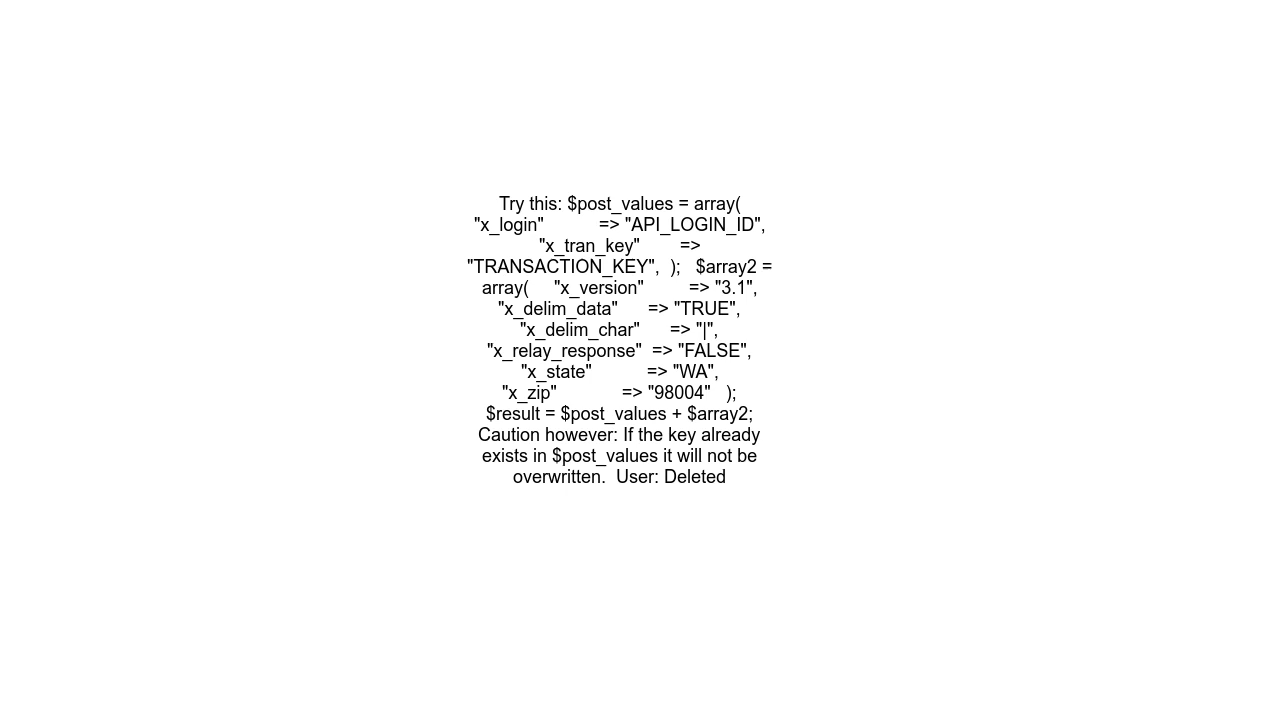 Try this: $post_values = array(
"x_login"           => "API_LOGIN_ID",
"x_tran_key"        =>
"TRANSACTION_KEY",  );   $array2 =
array(     "x_version"         => "3.1",
"x_delim_data"      => "TRUE",
"x_delim_char"      => "|",
"x_relay_response"  => "FALSE",
"x_state"           => "WA",
"x_zip"             => "98004"   );
$result = $post_values + $array2;
Caution however: If the key already
exists in $post_values it will not be
overwritten.  User: Deleted